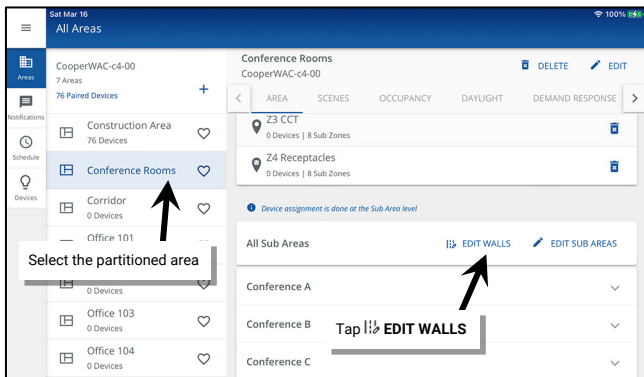 Sat Mar 16
100%
All Areas
Areas
Notifications
Schedule
Devices
CooperWAC-c4-00
7 Areas
76 Paired Devices
+
Construction Area
76 Devices
Conference Rooms
Corridor
0 Devices
Office 101
Select the partitioned area
0 Devices
Office 103
0 Devices
Office 104
0 Devices
Conference Rooms
CooperWAC-c4-00
DELETE
EDIT
AREA SCENES OCCUPANCY DAYLIGHT DEMAND RESPONSE
Z3 CCT
0 Devices | 8 Sub Zones
Z4 Receptacles
0 Devices | 8 Sub Zones
Device assignment is done at the Sub Area level
All Sub Areas
EDIT WALLS
EDIT SUB AREAS
Conference A
Conference B
Tap EDIT WALLS
Conference C